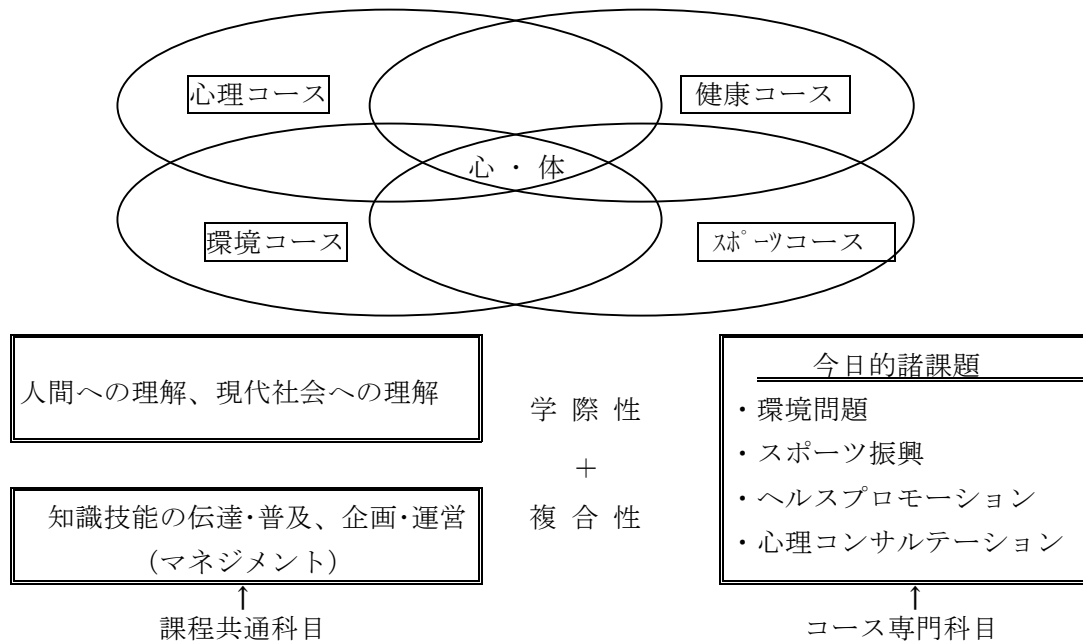 心理コース
健康コース
心・体
環境コース
ｽﾎﾟｰﾂコース
人間への理解、現代社会への理解
知識技能の伝達･普及、企画･運営
（マネジメント）
↑
課程共通科目
学 際 性
＋
複 合 性
今日的諸課題
・環境問題
・スポーツ振興
・ヘルスプロモーション
・心理コンサルテーション
↑
コース専門科目